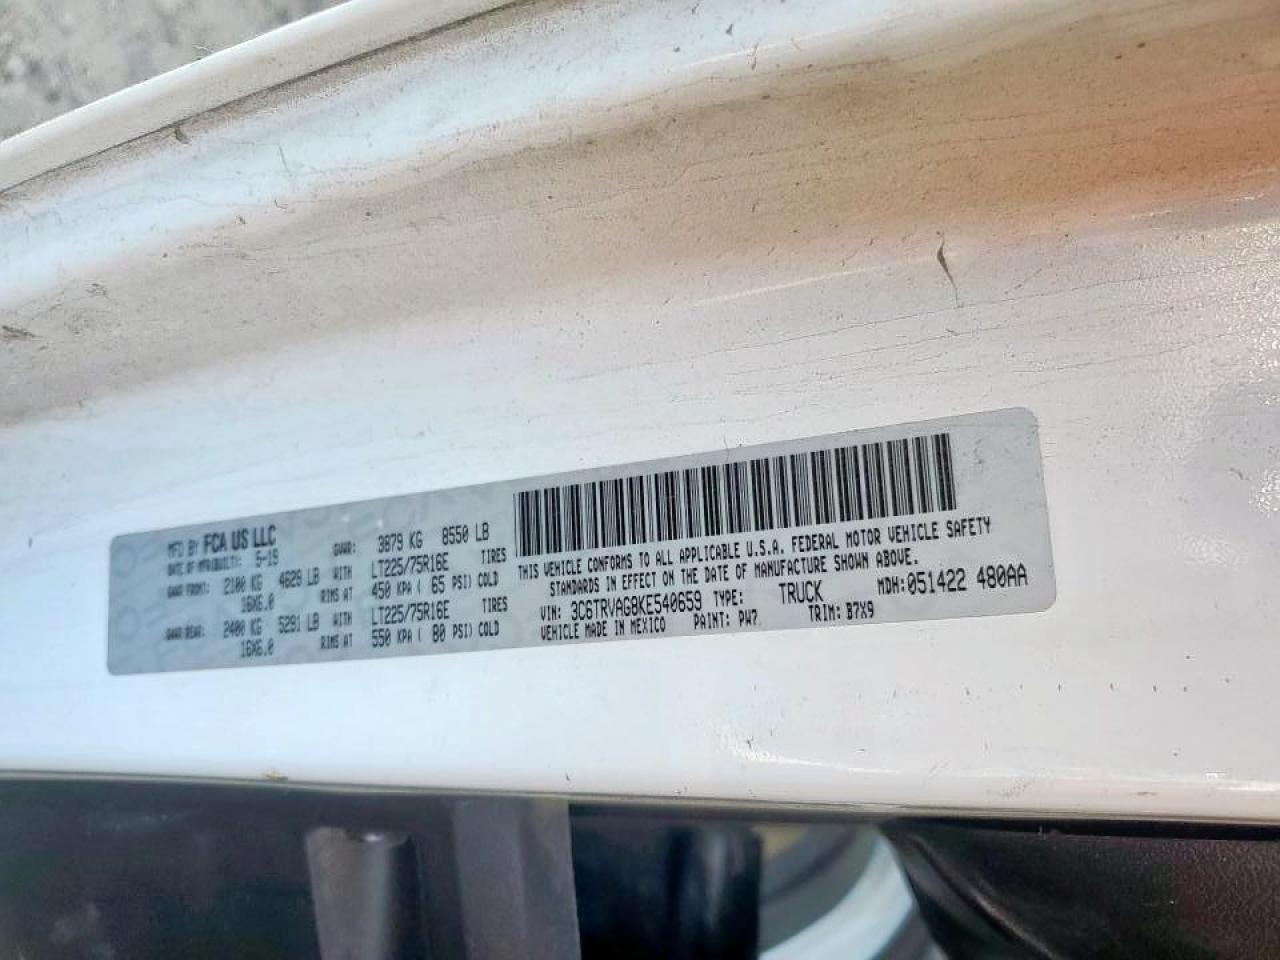 MFD BY FCA US LLC
DATE OF MFR(BUILT): 5-19 GVWR: 3879 KG 8550 LB
GAWR FRONT: 2100 KG 4629 LB WITH LT225/75R16E TIRES
16X6.0 RIMS AT 450 KPA ( 65 PSI) COLD
GAWR REAR: 2400 KG 5291 LB WITH LT225/75R16E TIRES
16X6.0 RIMS AT 550 KPA ( 80 PSI) COLD
THIS VEHICLE CONFORMS TO ALL APPLICABLE U.S.A. FEDERAL MOTOR VEHICLE SAFETY
STANDARDS IN EFFECT ON THE DATE OF MANUFACTURE SHOWN ABOVE.
VIN: 3C6TRVAG8KE540659 TYPE: TRUCK MDH: 051422 480AA
VEHICLE MADE IN MEXICO PAINT: PW7 TRIM: B7X9